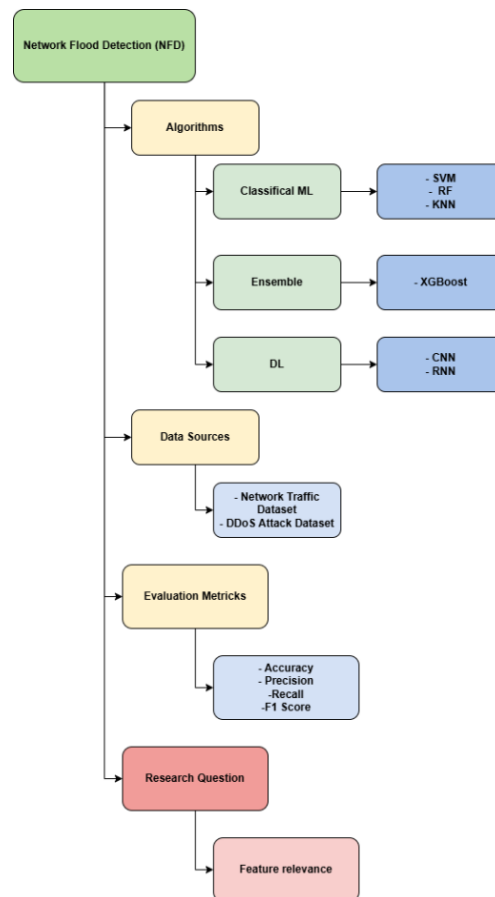 Network Flood Detection (NFD)
Algorithms
Classifical ML
- SVM
- RF
- KNN
Ensemble
- XGBoost
DL
- CNN
- RNN
Data Sources
- Network Traffic
Dataset
- DDoS Attack Dataset
Evaluation Metricks
- Accuracy
- Precision
-Recall
-F1 Score
Research Question
Feature relevance